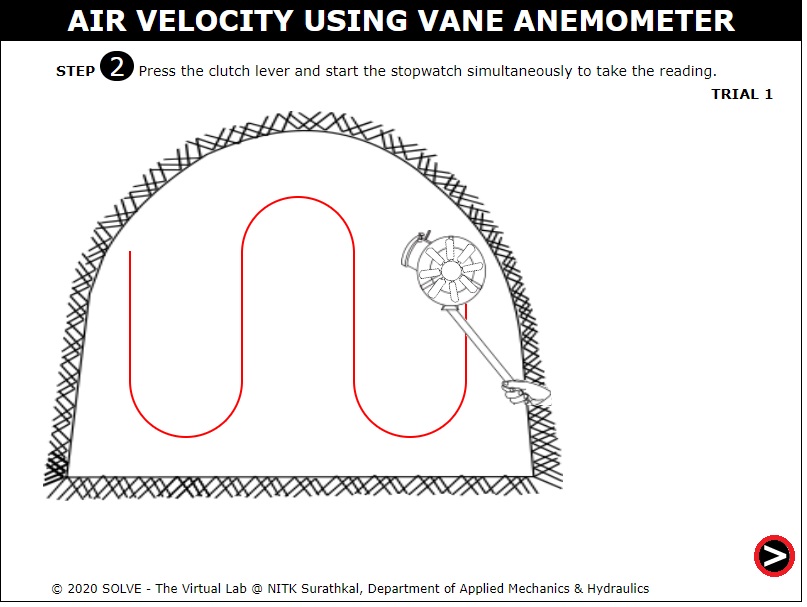 AIR VELOCITY USING VANE ANEMOMETER
STEP 2 Press the clutch lever and start the stopwatch simultaneously to take the reading.
TRIAL 1
>
© 2020 SOLVE - The Virtual Lab @ NITK Surathkal, Department of Applied Mechanics & Hydraulics